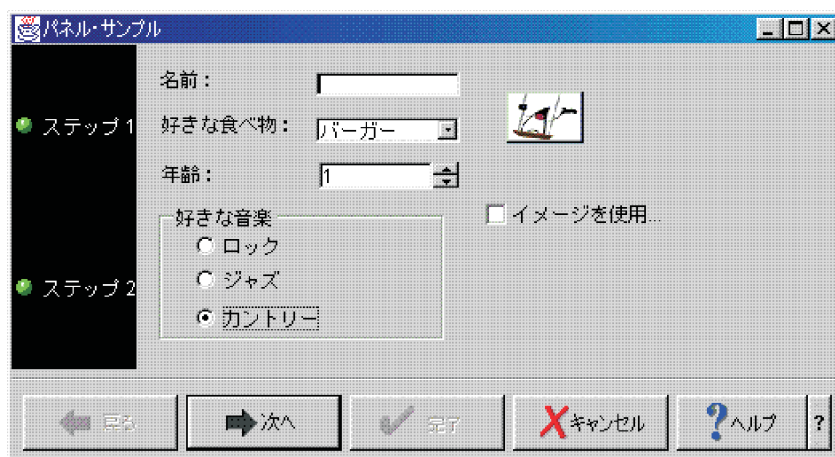 パネル・サンプル
名前：
ステップ 1
好きな食べ物： バーガー
年齢： 1
好きな音楽
イメージを使用...
ロック
ジャズ
ステップ 2
カントリー
戻る 次へ 完了 キャンセル ヘルプ ?